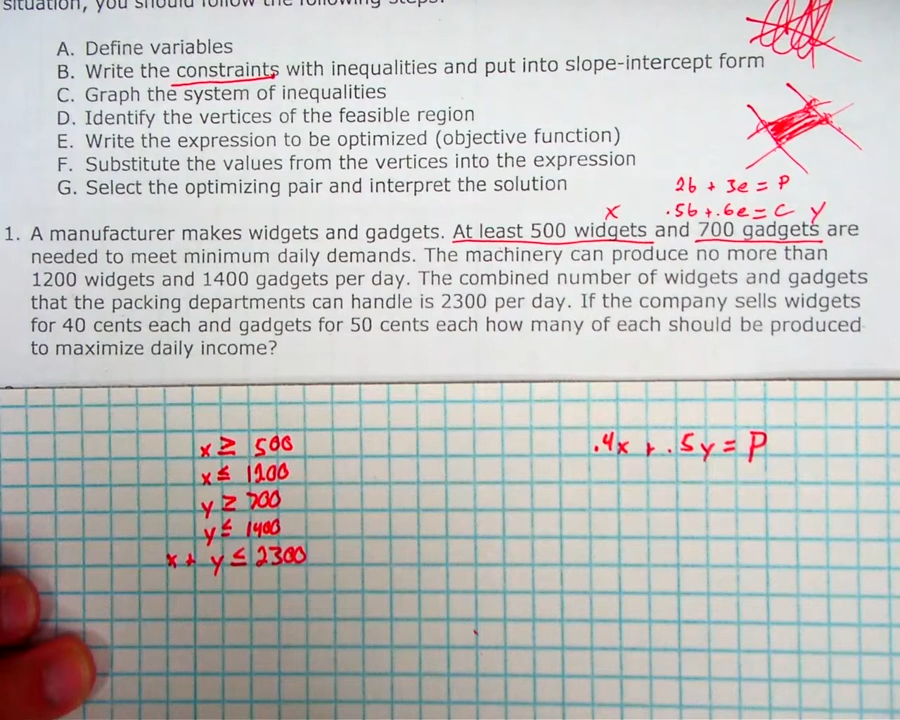 situation, you should follow the following steps:
A. Define variables
B. Write the constraints with inequalities and put into slope-intercept form
C. Graph the system of inequalities
D. Identify the vertices of the feasible region
E. Write the expression to be optimized (objective function)
F. Substitute the values from the vertices into the expression
G. Select the optimizing pair and interpret the solution
2b + 3e = P
.5b + .6e = C
x y
1. A manufacturer makes widgets and gadgets. At least 500 widgets and 700 gadgets are
needed to meet minimum daily demands. The machinery can produce no more than
1200 widgets and 1400 gadgets per day. The combined number of widgets and gadgets
that the packing departments can handle is 2300 per day. If the company sells widgets
for 40 cents each and gadgets for 50 cents each how many of each should be produced
to maximize daily income?
x ≥ 500
x ≤ 1200
y ≥ 700
y ≤ 1400
x + y ≤ 2300
.4x + .5y = P